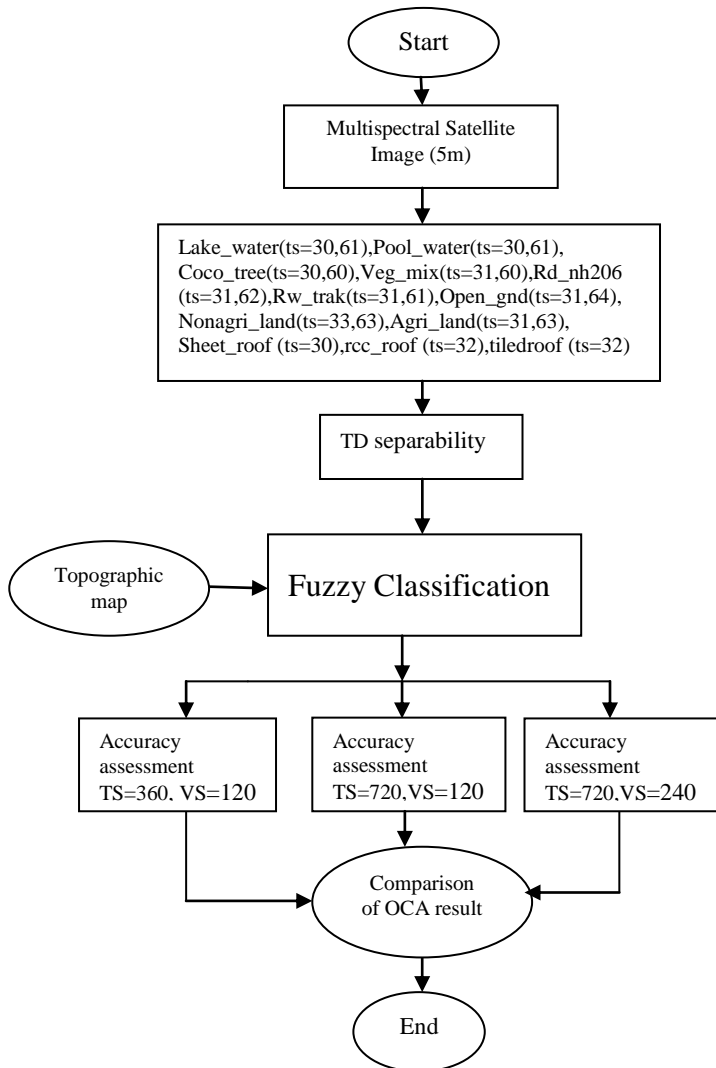 Start
Multispectral Satellite
Image (5m)
Lake_water(ts=30,61),Pool_water(ts=30,61),
Coco_tree(ts=30,60),Veg_mix(ts=31,60),Rd_nh206
(ts=31,62),Rw_trak(ts=31,61),Open_gnd(ts=31,64),
Nonagri_land(ts=33,63),Agri_land(ts=31,63),
Sheet_roof (ts=30),rcc_roof (ts=32),tiledroof (ts=32)
TD separability
Topographic
map
Fuzzy Classification
Accuracy
assessment
TS=360, VS=120
Accuracy
assessment
TS=720,VS=120
Accuracy
assessment
TS=720,VS=240
Comparison
of OCA result
End